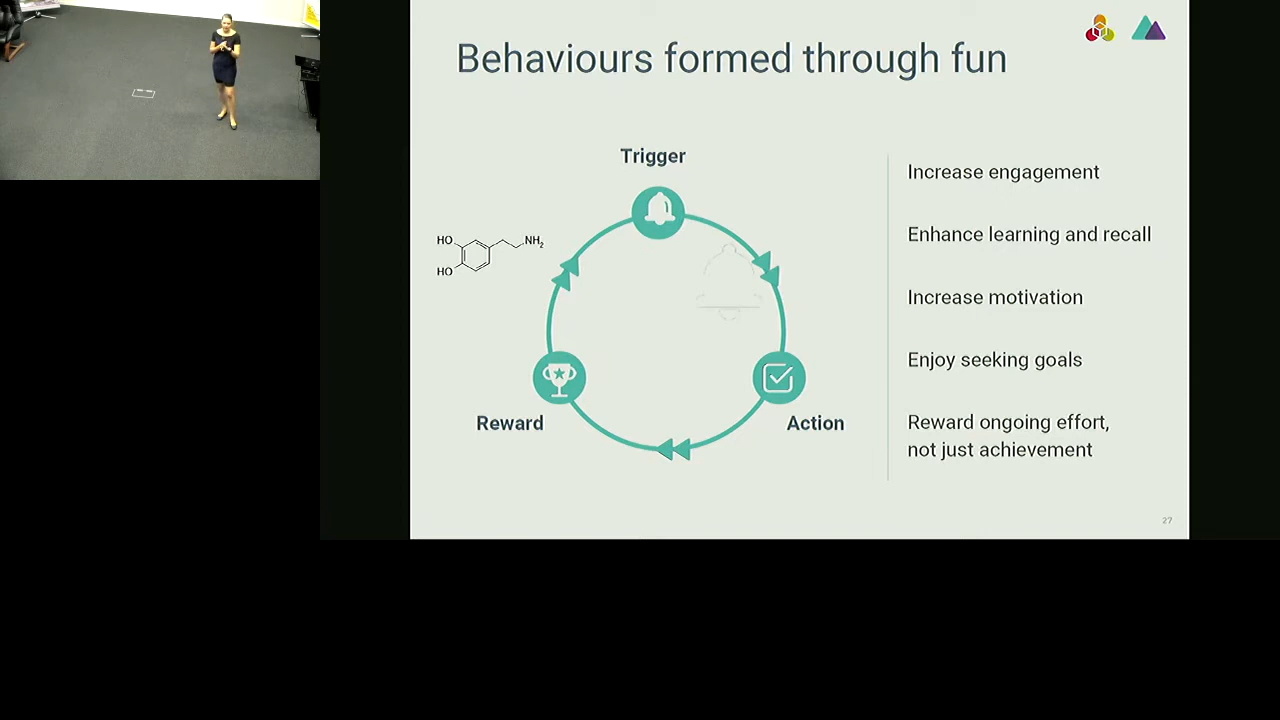 Behaviours formed through fun
Trigger
HO
NH2
HO
Reward
Action
Increase engagement
Enhance learning and recall
Increase motivation
Enjoy seeking goals
Reward ongoing effort,
not just achievement
27